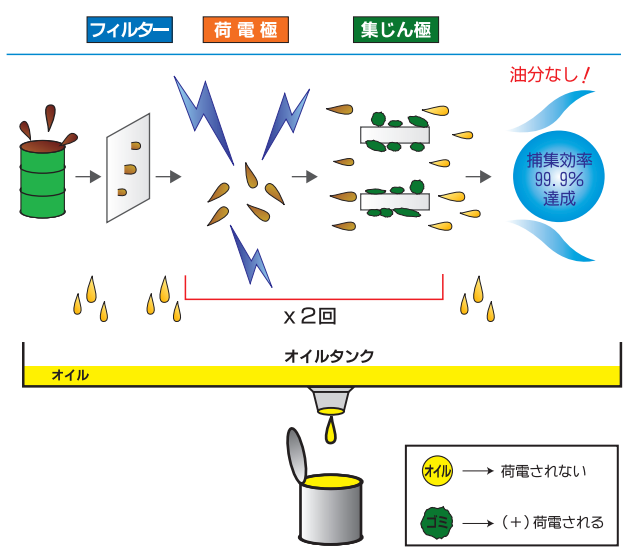 フィルター
荷電極
集じん極
油分なし!
捕集効率
99.9%
達成
x2回
オイルタンク
オイル
オイル → 荷電されない
ゴミ → (+)荷電される